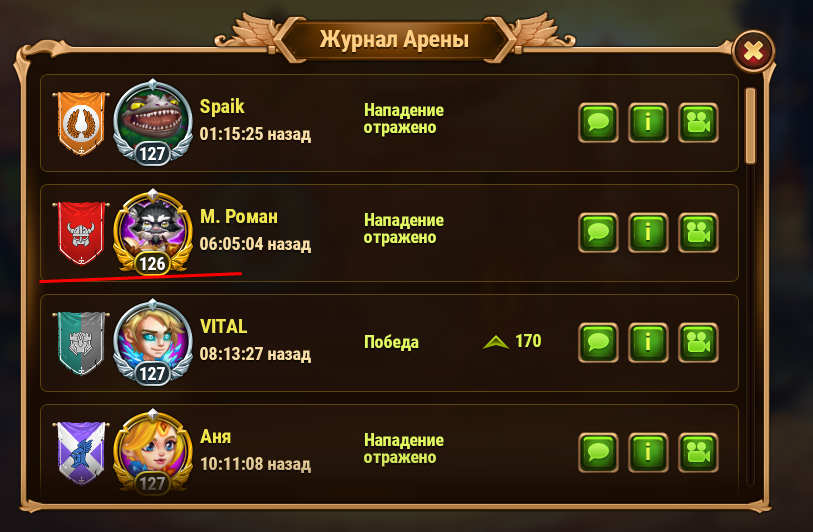 Журнал Арены
Spaik
127
01:15:25 назад
Нападение
отражено
i
М. Роман
126
06:05:04 назад
Нападение
отражено
i
VITAL
127
08:13:27 назад
Победа
170
i
Аня
127
10:11:08 назад
Нападение
отражено
i